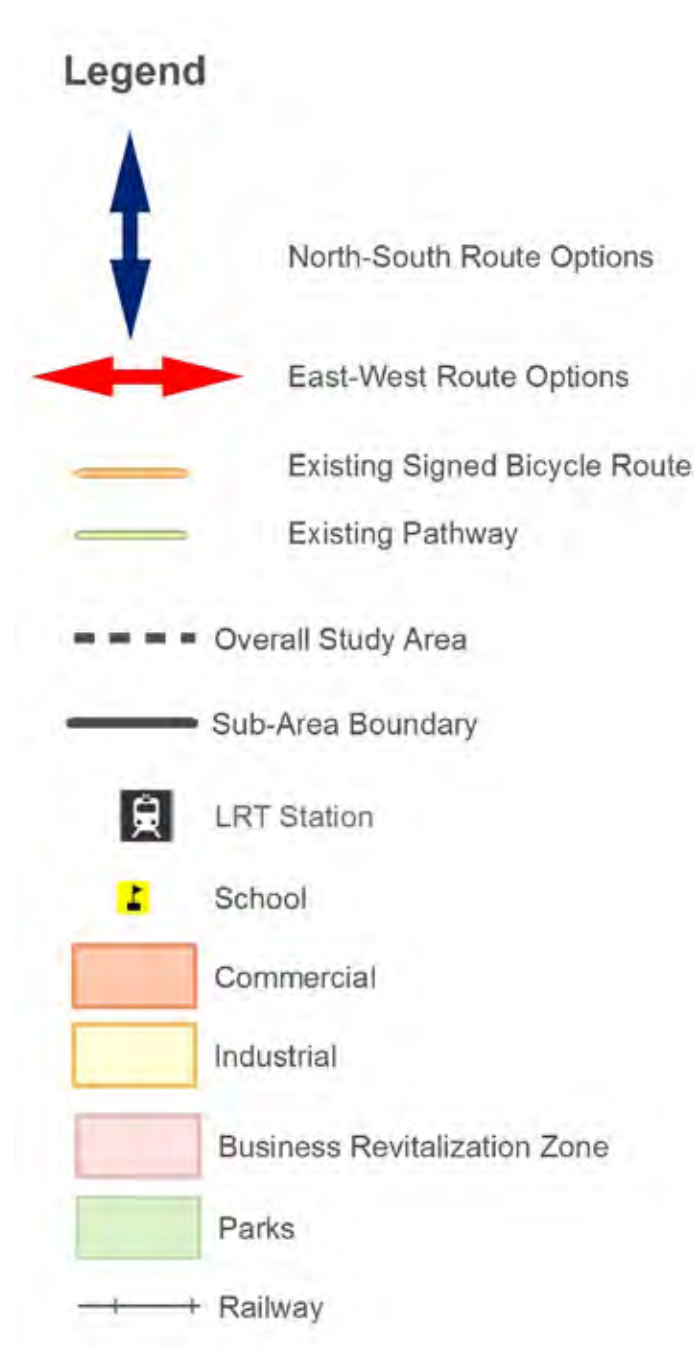 Legend
North-South Route Options
East-West Route Options
Existing Signed Bicycle Route
Existing Pathway
Overall Study Area
Sub-Area Boundary
LRT Station
School
Commercial
Industrial
Business Revitalization Zone
Parks
Railway